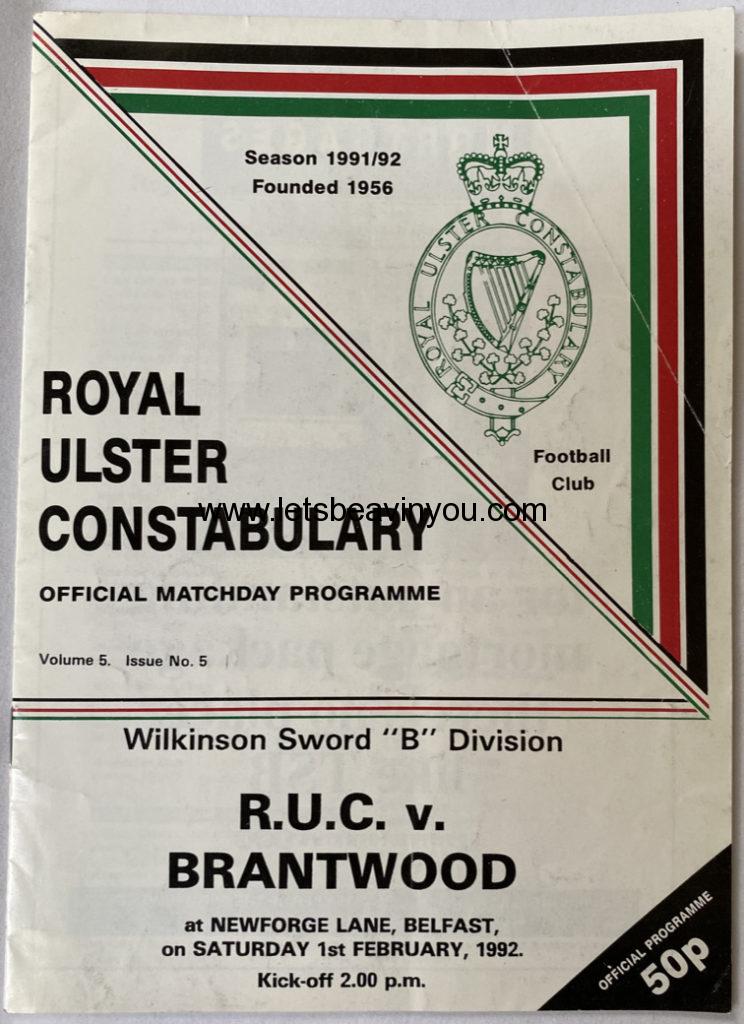 Season 1991/92
Founded 1956
ROYAL ULSTER CONSTABULARY
Football
Club
ROYAL
ULSTER
CONSTABULARY
www.letsbeavinyou.com
OFFICIAL MATCHDAY PROGRAMME
Volume 5. Issue No. 5
Wilkinson Sword "B" Division
R.U.C. v.
BRANTWOOD
at NEWFORGE LANE, BELFAST,
on SATURDAY 1st FEBRUARY, 1992.
Kick-off 2.00 p.m.
OFFICIAL PROGRAMME
50p